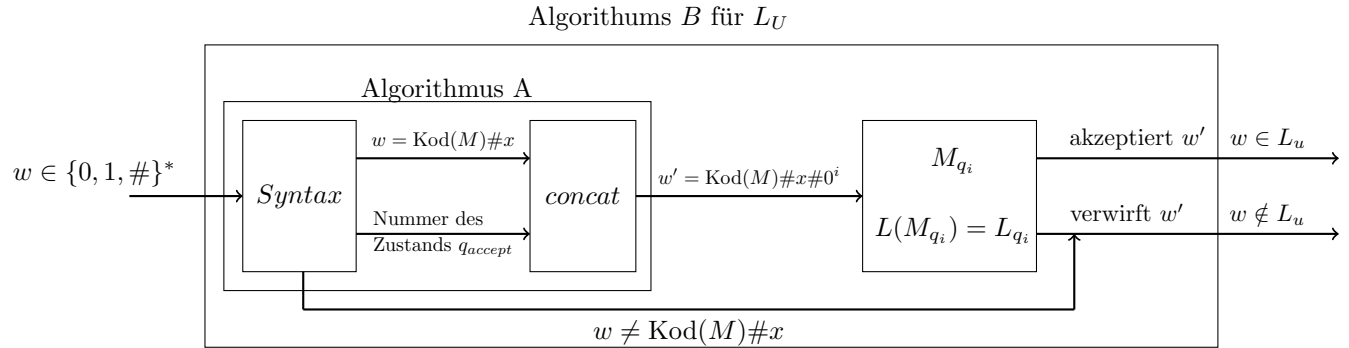 Algorithums B für L_U
Algorithmus A
w ∈ {0, 1, #}*
Syntax
w = Kod(M)#x
Nummer des
Zustands q_accept
concat
w' = Kod(M)#x#0^i
M_{q_i}
L(M_{q_i}) = L_{q_i}
akzeptiert w'
w ∈ L_u
verwirft w'
w ∉ L_u
w ≠ Kod(M)#x